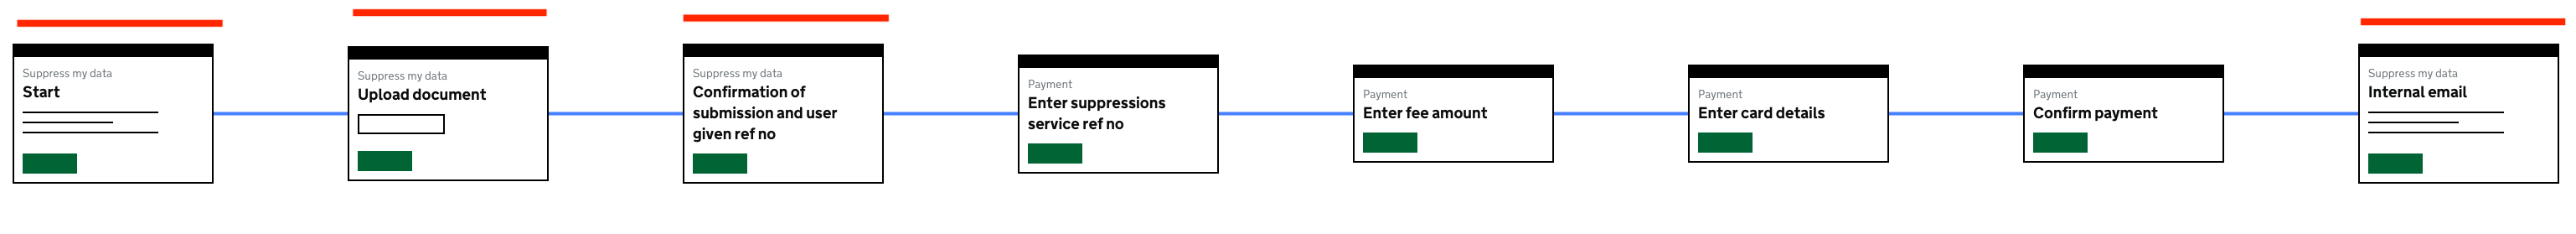 Suppress my data
Start
Suppress my data
Upload document
Suppress my data
Confirmation of
submission and user
given ref no
Payment
Enter suppressions
service ref no
Payment
Enter fee amount
Payment
Enter card details
Payment
Confirm payment
Suppress my data
Internal email